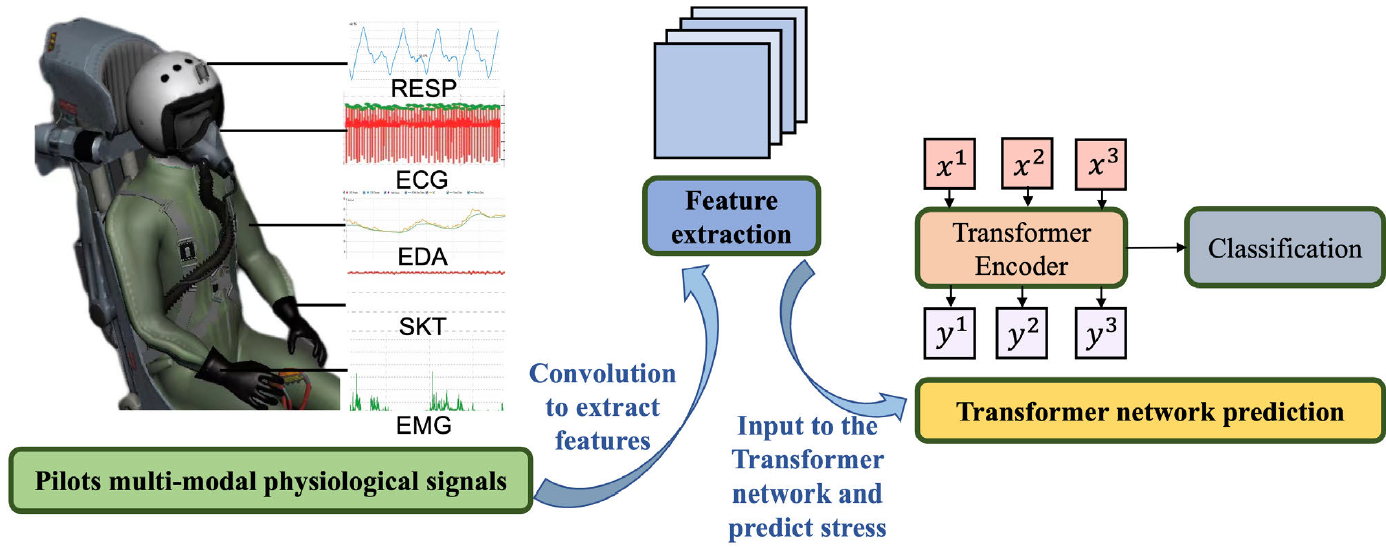 RESP
ECG
EDA
SKT
EMG
Pilots multi-modal physiological signals
Convolution
to extract
features
Feature
extraction
Input to the
Transformer
network and
predict stress
x¹ x² x³
Transformer
Encoder
Classification
y¹ y² y³
Transformer network prediction